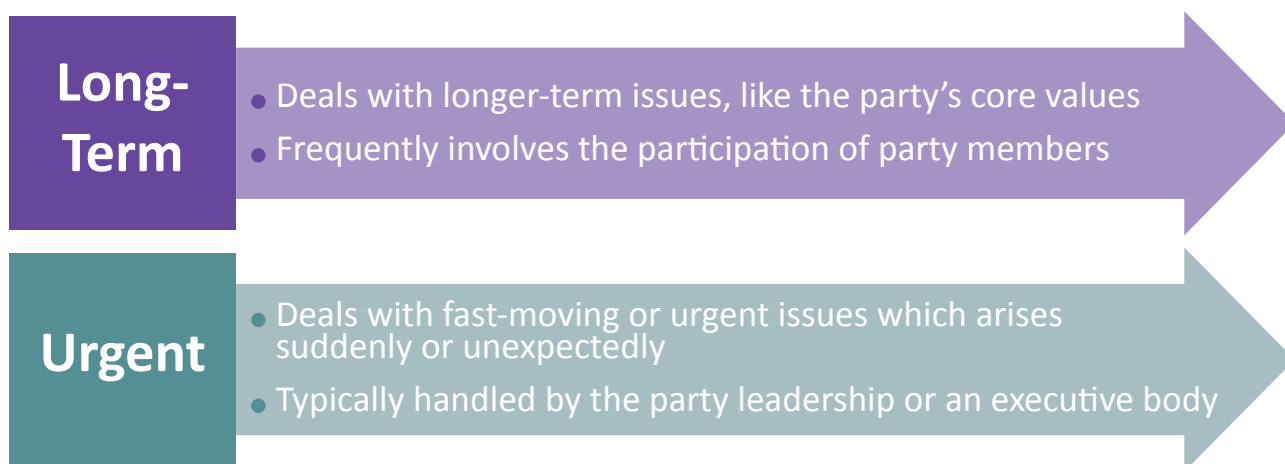 Long-
Term
• Deals with longer-term issues, like the party’s core values
• Frequently involves the participation of party members
Urgent
• Deals with fast-moving or urgent issues which arises
suddenly or unexpectedly
• Typically handled by the party leadership or an executive body